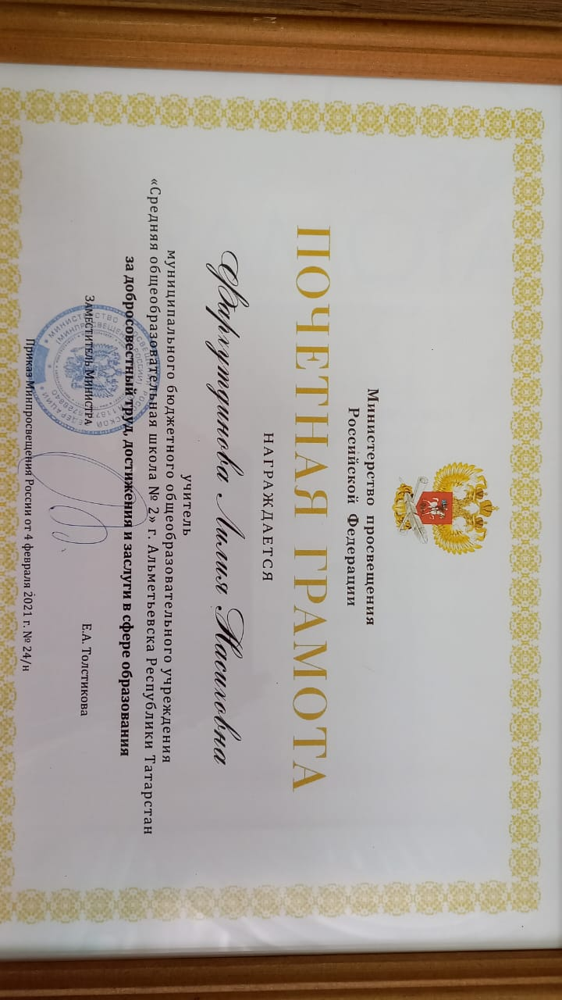 Министерство просвещения
Российской Федерации
ПОЧЕТНАЯ ГРАМОТА
НАГРАЖДАЕТСЯ
Фархутдинова Лилия Насиховна
учитель
муниципального бюджетного общеобразовательного учреждения
«Средняя общеобразовательная школа № 2» г. Альметьевска Республики Татарстан
за добросовестный труд, достижения и заслуги в сфере образования
Заместитель Министра Е.А. Толстикова
Приказ Минпросвещения России от 4 февраля 2021 г. № 24/н